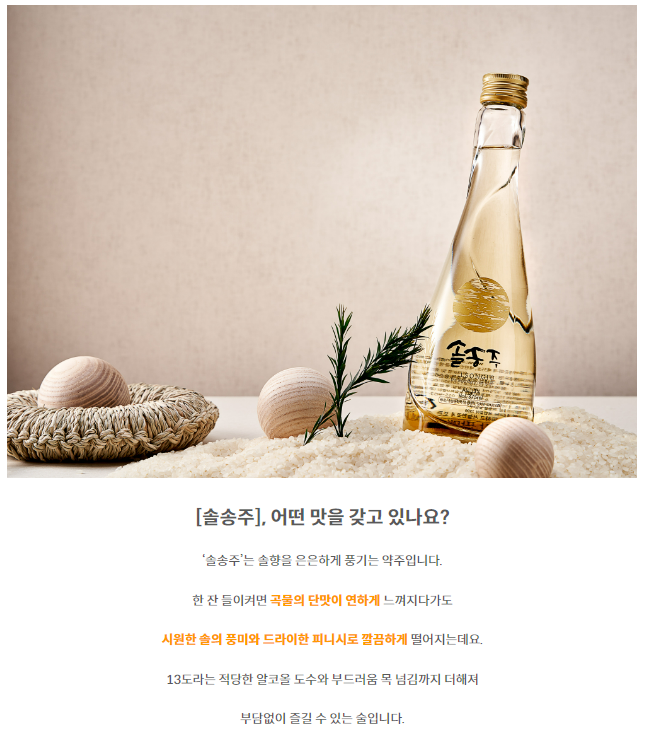 솔송주
[솔송주], 어떤 맛을 갖고 있나요?
‘솔송주’는 솔향을 은은하게 풍기는 약주입니다.
한 잔 들이켜면 곡물의 단맛이 연하게 느껴지다가도
시원한 솔의 풍미와 드라이한 피니시로 깔끔하게 떨어지는데요.
13도라는 적당한 알코올 도수와 부드러움 목 넘김까지 더해져
부담없이 즐길 수 있는 술입니다.